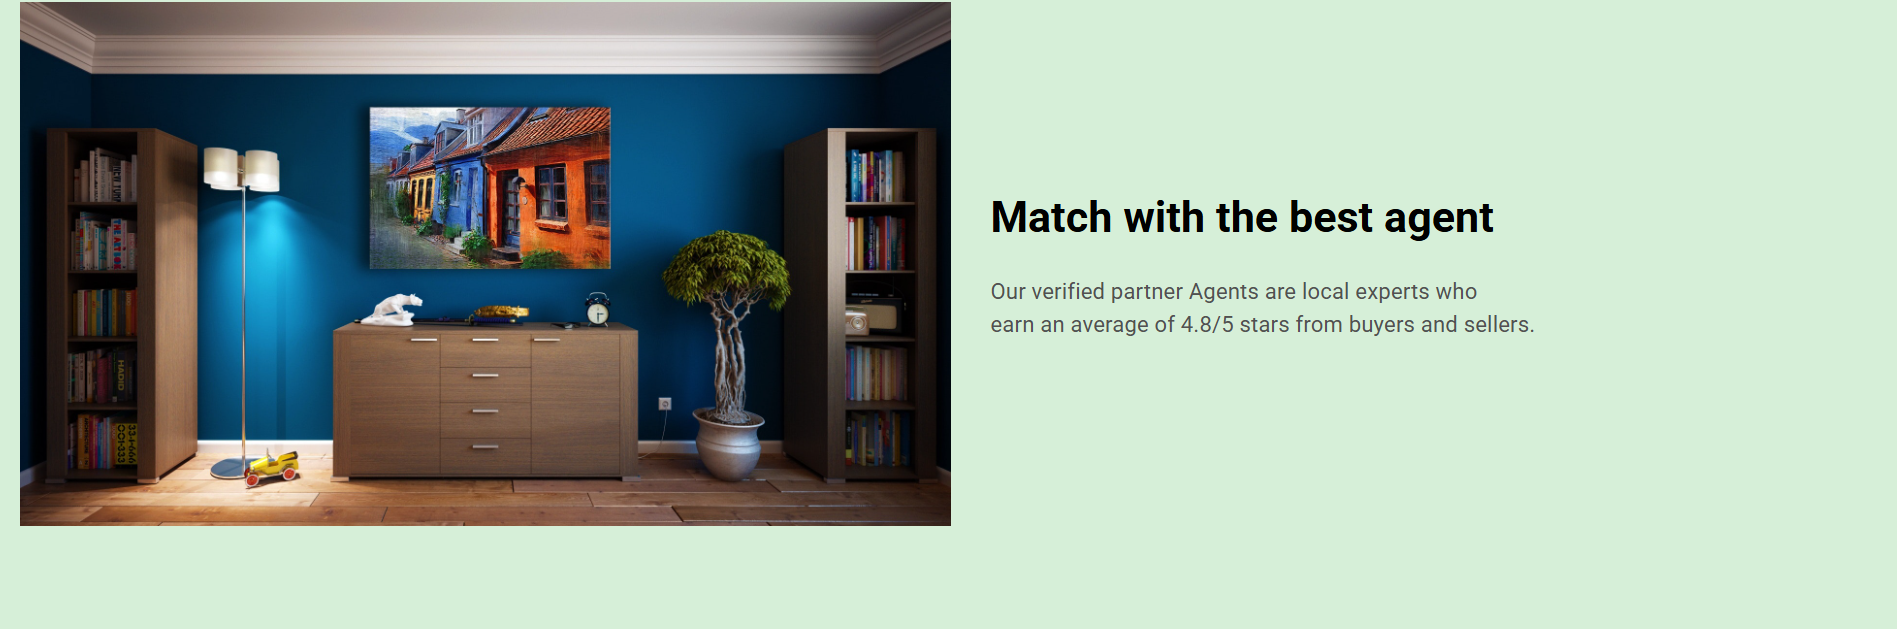 Match with the best agent
Our verified partner Agents are local experts who
earn an average of 4.8/5 stars from buyers and sellers.